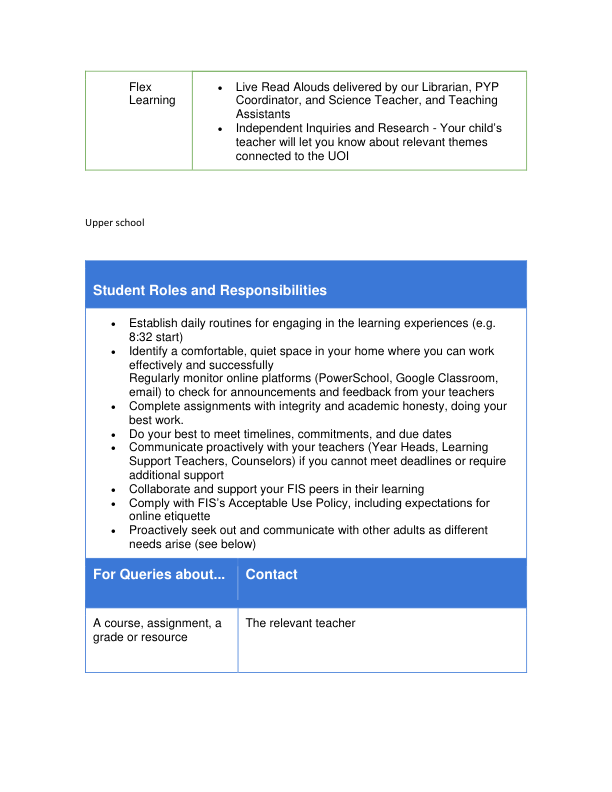 Flex
Learning
• Live Read Alouds delivered by our Librarian, PYP
Coordinator, and Science Teacher, and Teaching
Assistants
• Independent Inquiries and Research - Your child’s
teacher will let you know about relevant themes
connected to the UOI
Upper school
Student Roles and Responsibilities
• Establish daily routines for engaging in the learning experiences (e.g.
8:32 start)
• Identify a comfortable, quiet space in your home where you can work
effectively and successfully
Regularly monitor online platforms (PowerSchool, Google Classroom,
email) to check for announcements and feedback from your teachers
• Complete assignments with integrity and academic honesty, doing your
best work.
• Do your best to meet timelines, commitments, and due dates
• Communicate proactively with your teachers (Year Heads, Learning
Support Teachers, Counselors) if you cannot meet deadlines or require
additional support
• Collaborate and support your FIS peers in their learning
• Comply with FIS’s Acceptable Use Policy, including expectations for
online etiquette
• Proactively seek out and communicate with other adults as different
needs arise (see below)
For Queries about... Contact
A course, assignment, a
grade or resource
The relevant teacher